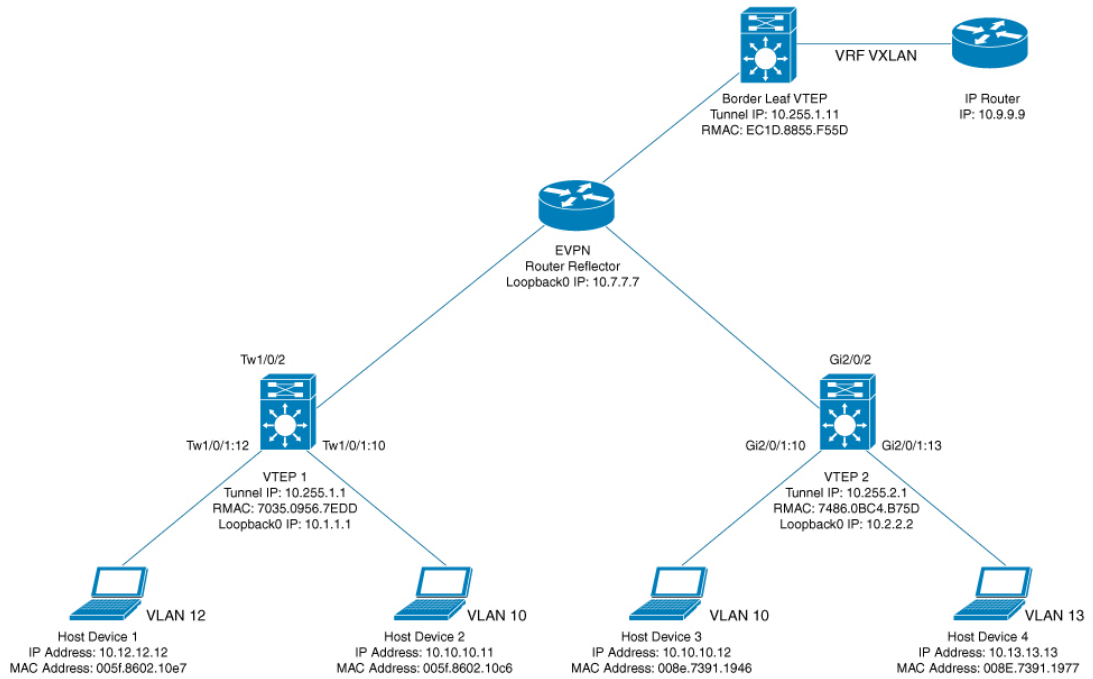 VRF VXLAN
Border Leaf VTEP
Tunnel IP: 10.255.1.11
RMAC: EC1D.8855.F55D
IP Router
IP: 10.9.9.9
EVPN
Router Reflector
Loopback0 IP: 10.7.7.7
Tw1/0/2
Gi2/0/2
Tw1/0/1:12
Tw1/0/1:10
Gi2/0/1:10
Gi2/0/1:13
VTEP 1
Tunnel IP: 10.255.1.1
RMAC: 7035.0956.7EDD
Loopback0 IP: 10.1.1.1
VTEP 2
Tunnel IP: 10.255.2.1
RMAC: 7486.0BC4.B75D
Loopback0 IP: 10.2.2.2
VLAN 12
Host Device 1
IP Address: 10.12.12.12
MAC Address: 005f.8602.10e7
VLAN 10
Host Device 2
IP Address: 10.10.10.11
MAC Address: 005f.8602.10c6
VLAN 10
Host Device 3
IP Address: 10.10.10.12
MAC Address: 008e.7391.1946
VLAN 13
Host Device 4
IP Address: 10.13.13.13
MAC Address: 008E.7391.1977